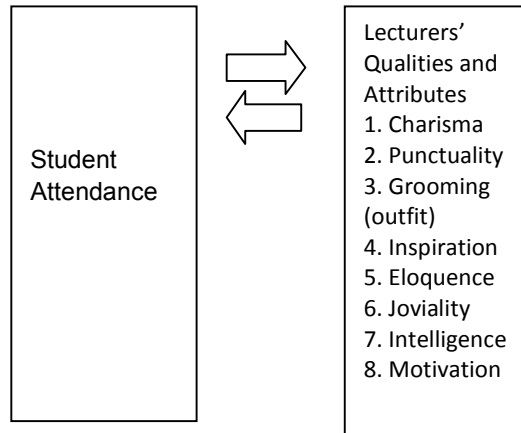 Student
Attendance
Lecturers’
Qualities and
Attributes
1. Charisma
2. Punctuality
3. Grooming
(outfit)
4. Inspiration
5. Eloquence
6. Joviality
7. Intelligence
8. Motivation